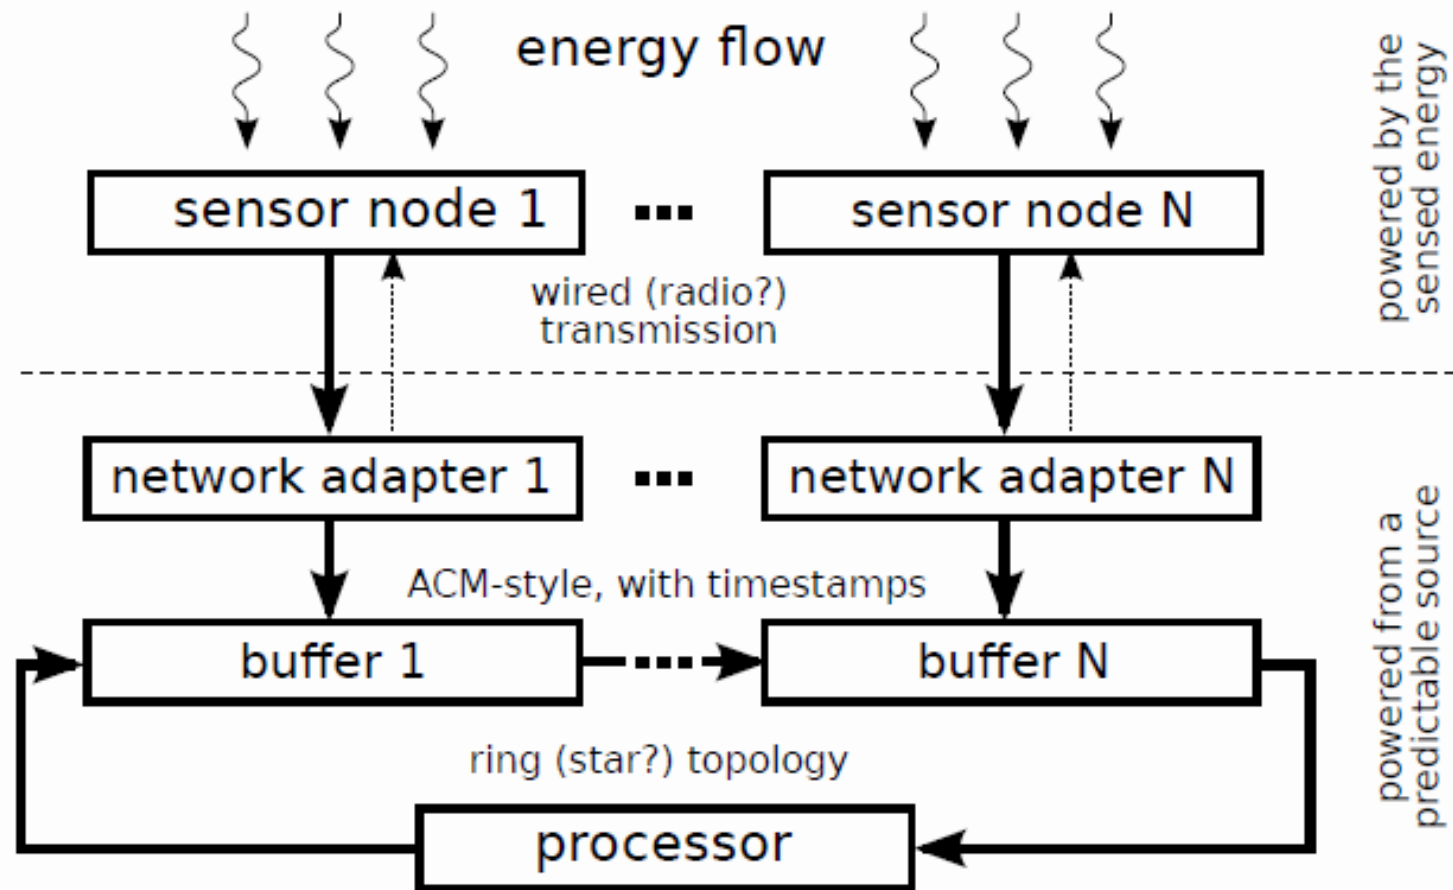 energy flow
powered by the
sensed energy
sensor node 1
...
sensor node N
wired (radio?)
transmission
network adapter 1
...
network adapter N
powered from a
predictable source
ACM-style, with timestamps
buffer 1
...
buffer N
ring (star?) topology
processor